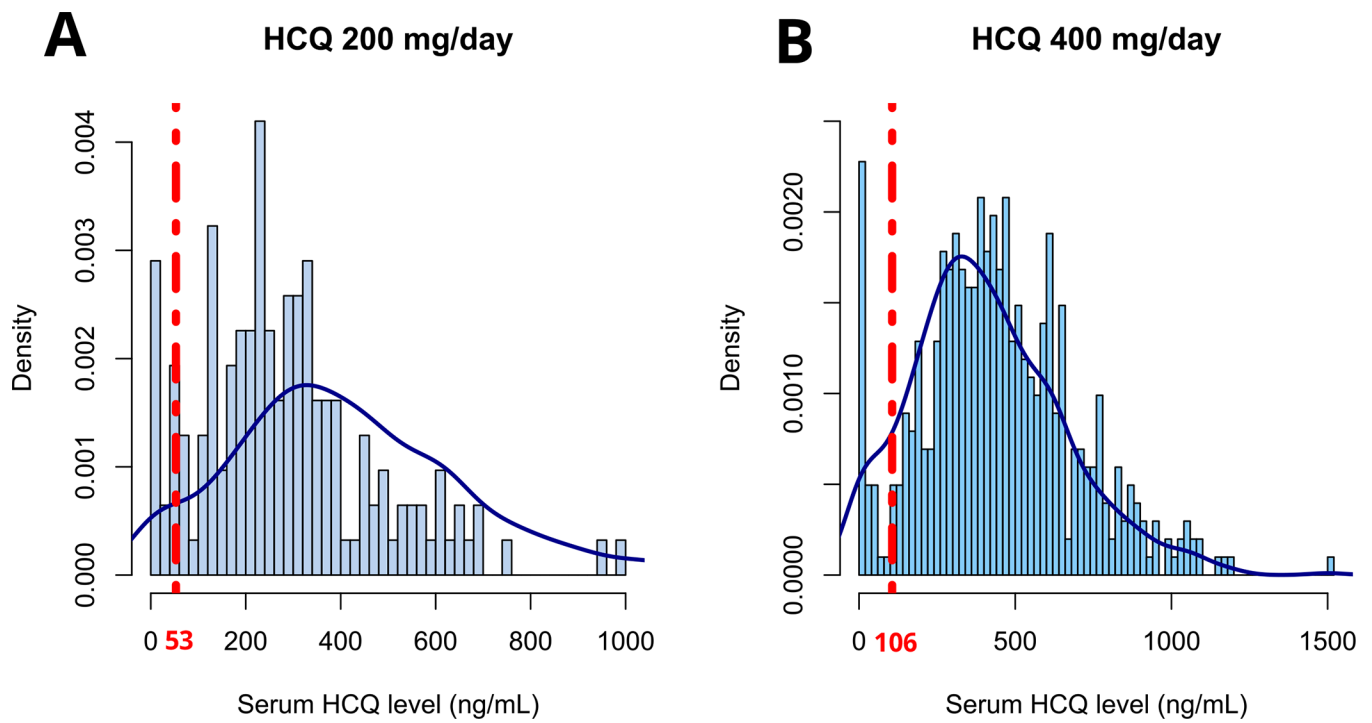 A
HCQ 200 mg/day
Density
0.004
0.003
0.002
0.001
0.000
0 53 200 400 600 800 1000
Serum HCQ level (ng/mL)
B
HCQ 400 mg/day
Density
0.0020
0.0010
0.0000
0 106 500 1000 1500
Serum HCQ level (ng/mL)